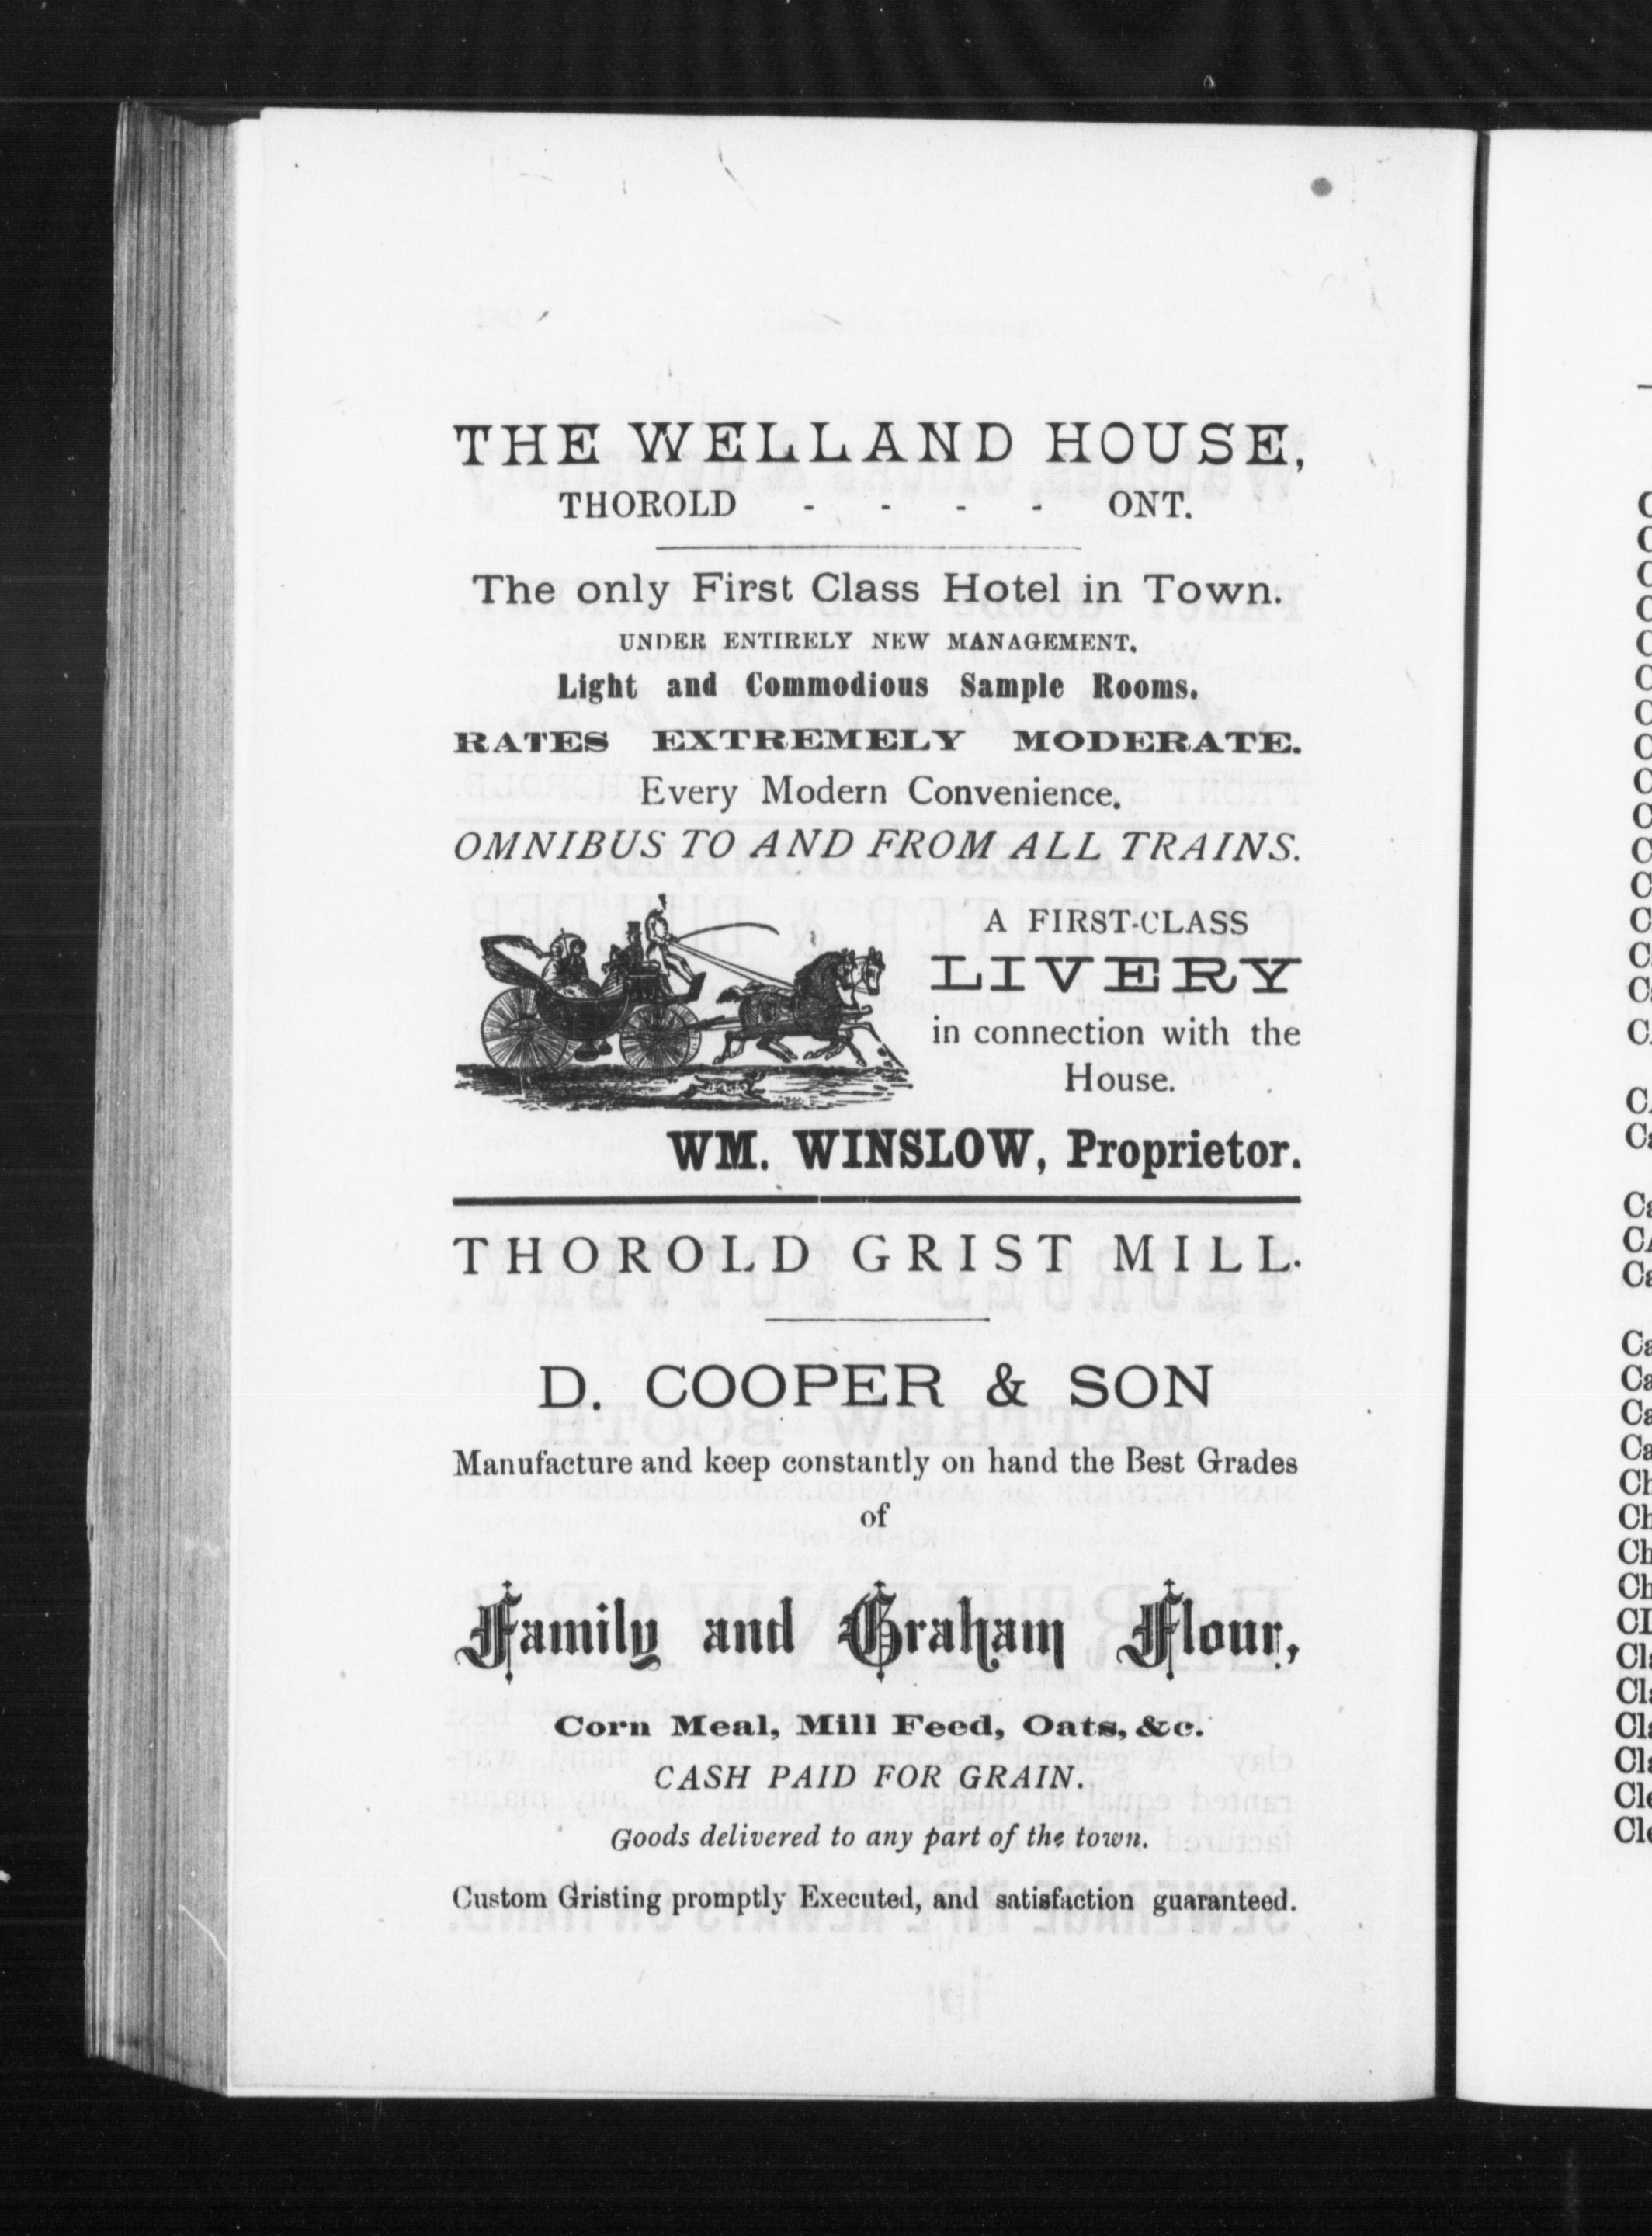 THE WELLAND HOUSE,
THOROLD - - - - ONT.
The only First Class Hotel in Town.
UNDER ENTIRELY NEW MANAGEMENT.
Light and Commodious Sample Rooms.
RATES EXTREMELY MODERATE.
Every Modern Convenience.
OMNIBUS TO AND FROM ALL TRAINS.
A FIRST-CLASS
LIVERY
in connection with the
House.
WM. WINSLOW, Proprietor.
THOROLD GRIST MILL.
D. COOPER & SON
Manufacture and keep constantly on hand the Best Grades
of
Family and Graham Flour,
Corn Meal, Mill Feed, Oats, &c.
CASH PAID FOR GRAIN.
Goods delivered to any part of the town.
Custom Gristing promptly Executed, and satisfaction guaranteed.